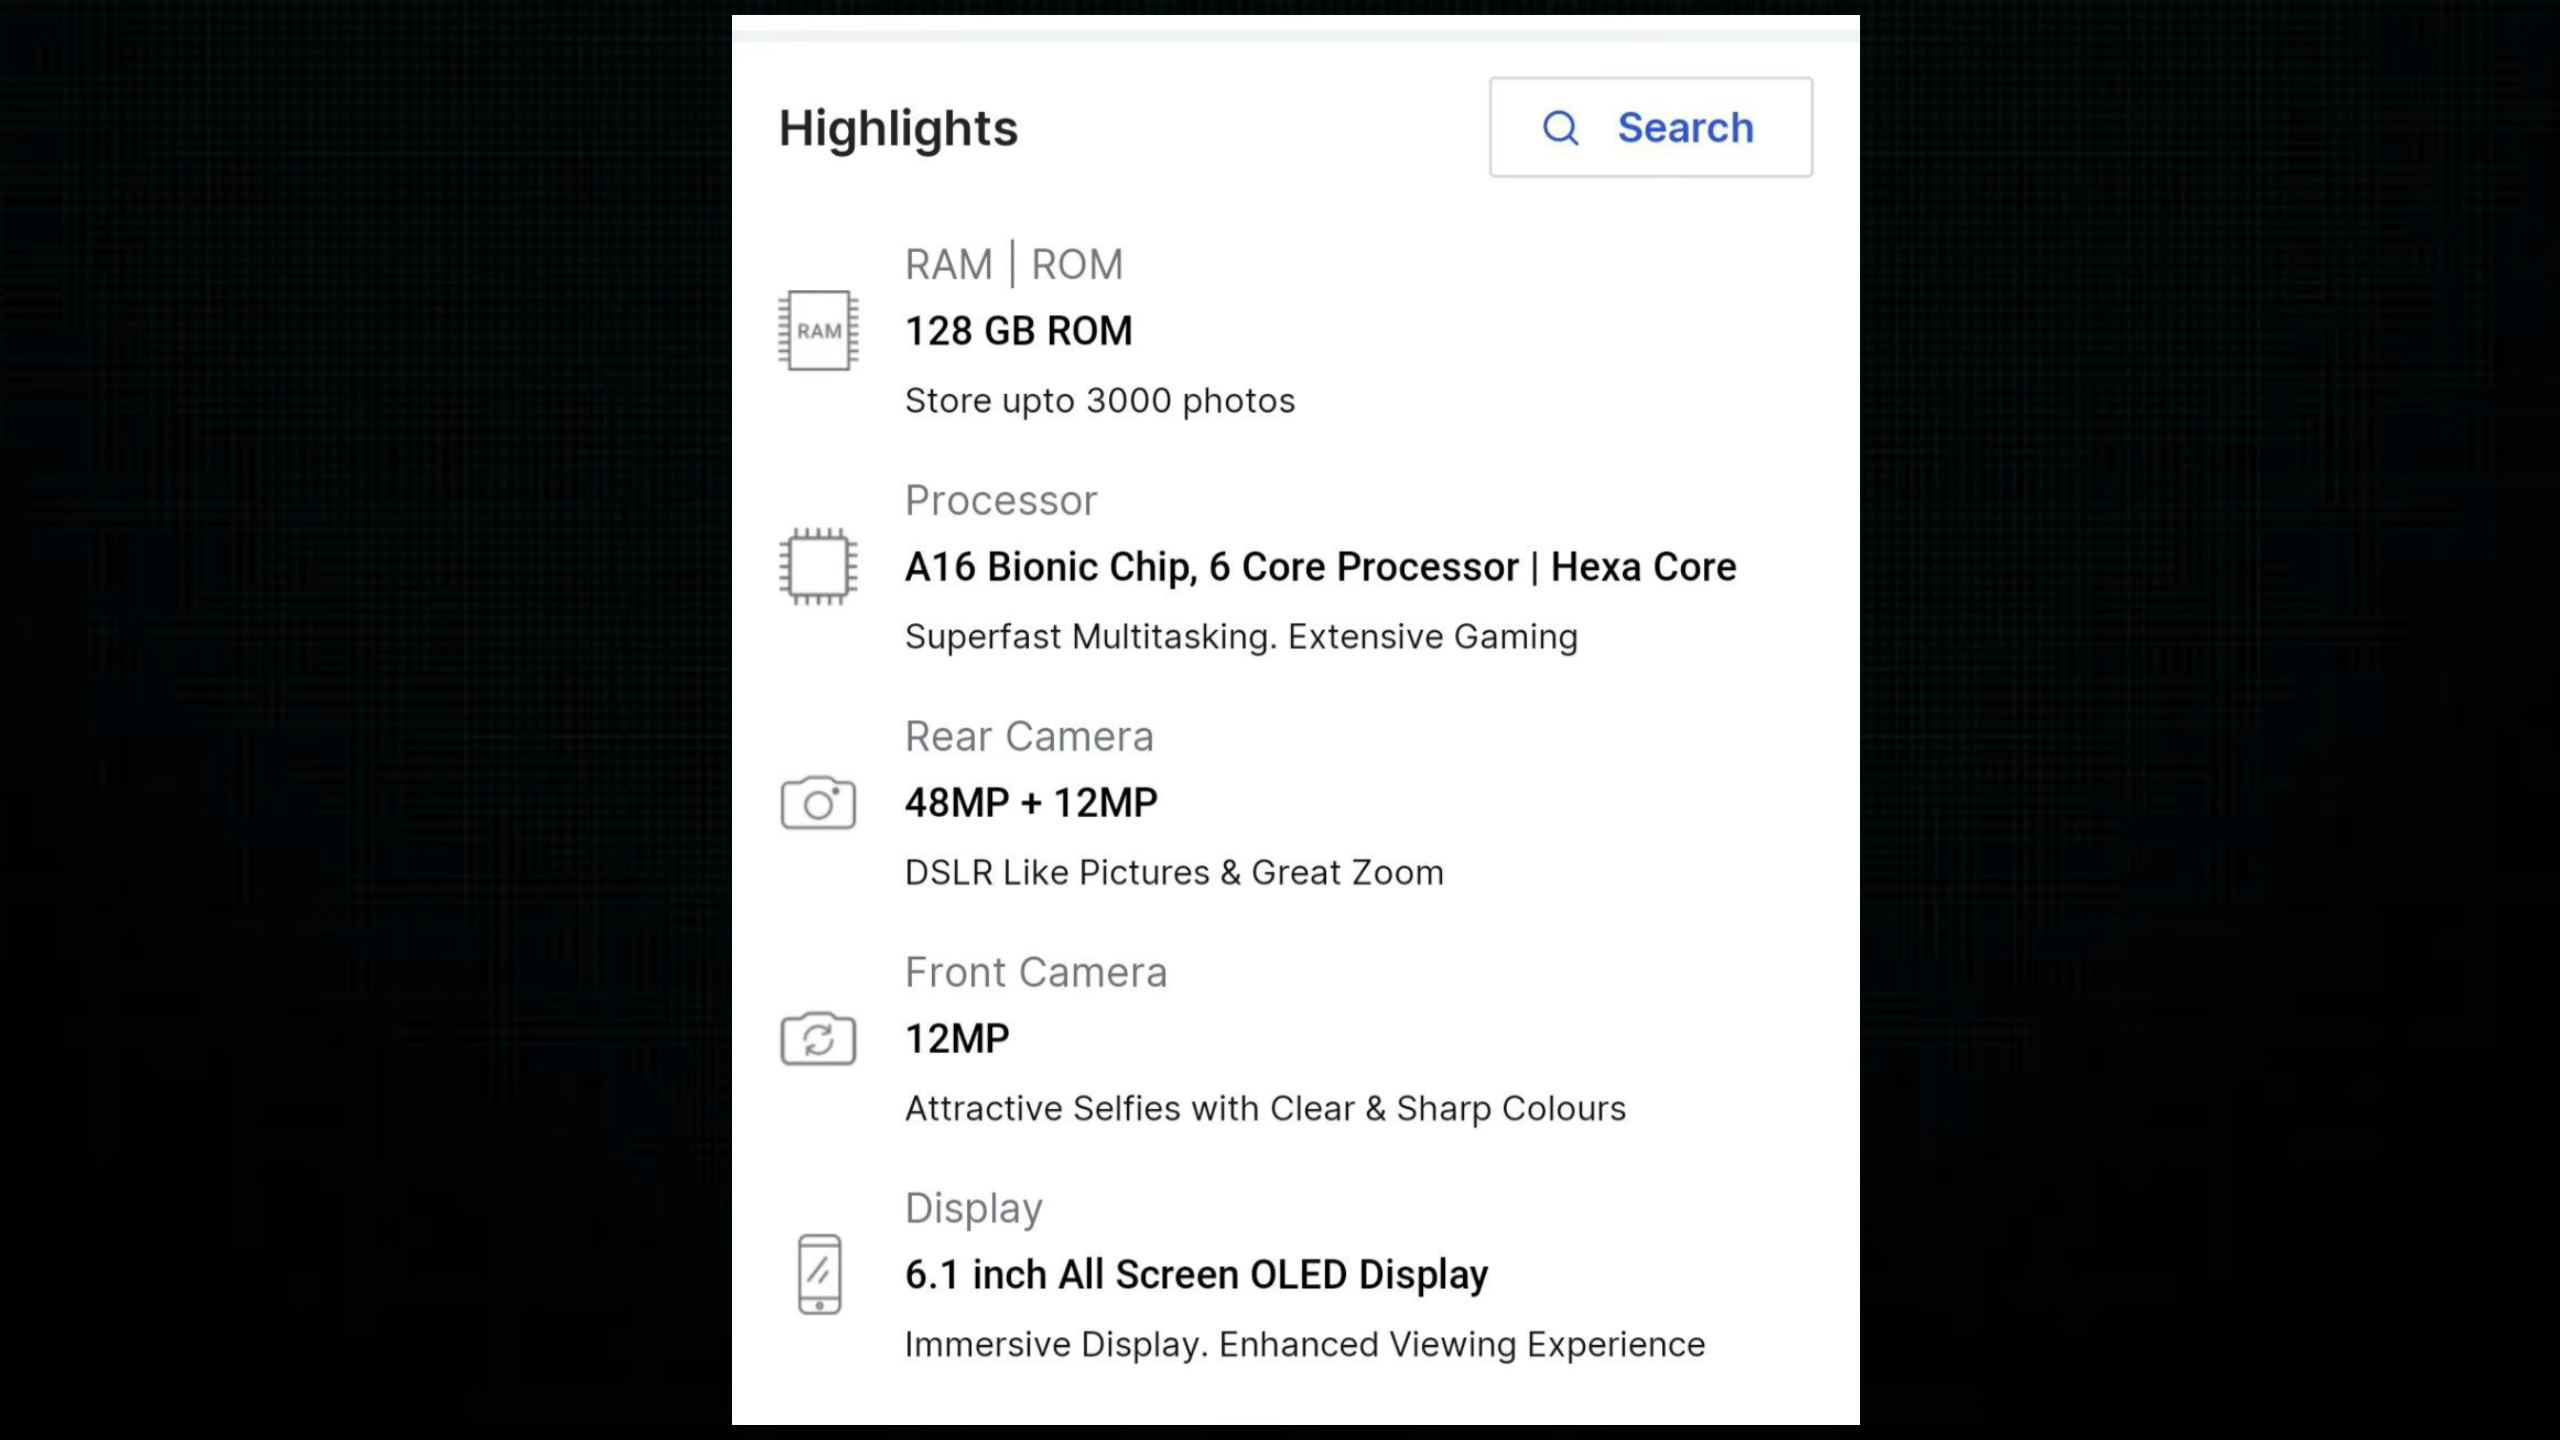 Highlights
Search
RAM | ROM
RAM
128 GB ROM
Store upto 3000 photos
Processor
A16 Bionic Chip, 6 Core Processor | Hexa Core
Superfast Multitasking. Extensive Gaming
Rear Camera
48MP + 12MP
DSLR Like Pictures & Great Zoom
Front Camera
12MP
Attractive Selfies with Clear & Sharp Colours
Display
6.1 inch All Screen OLED Display
Immersive Display. Enhanced Viewing Experience